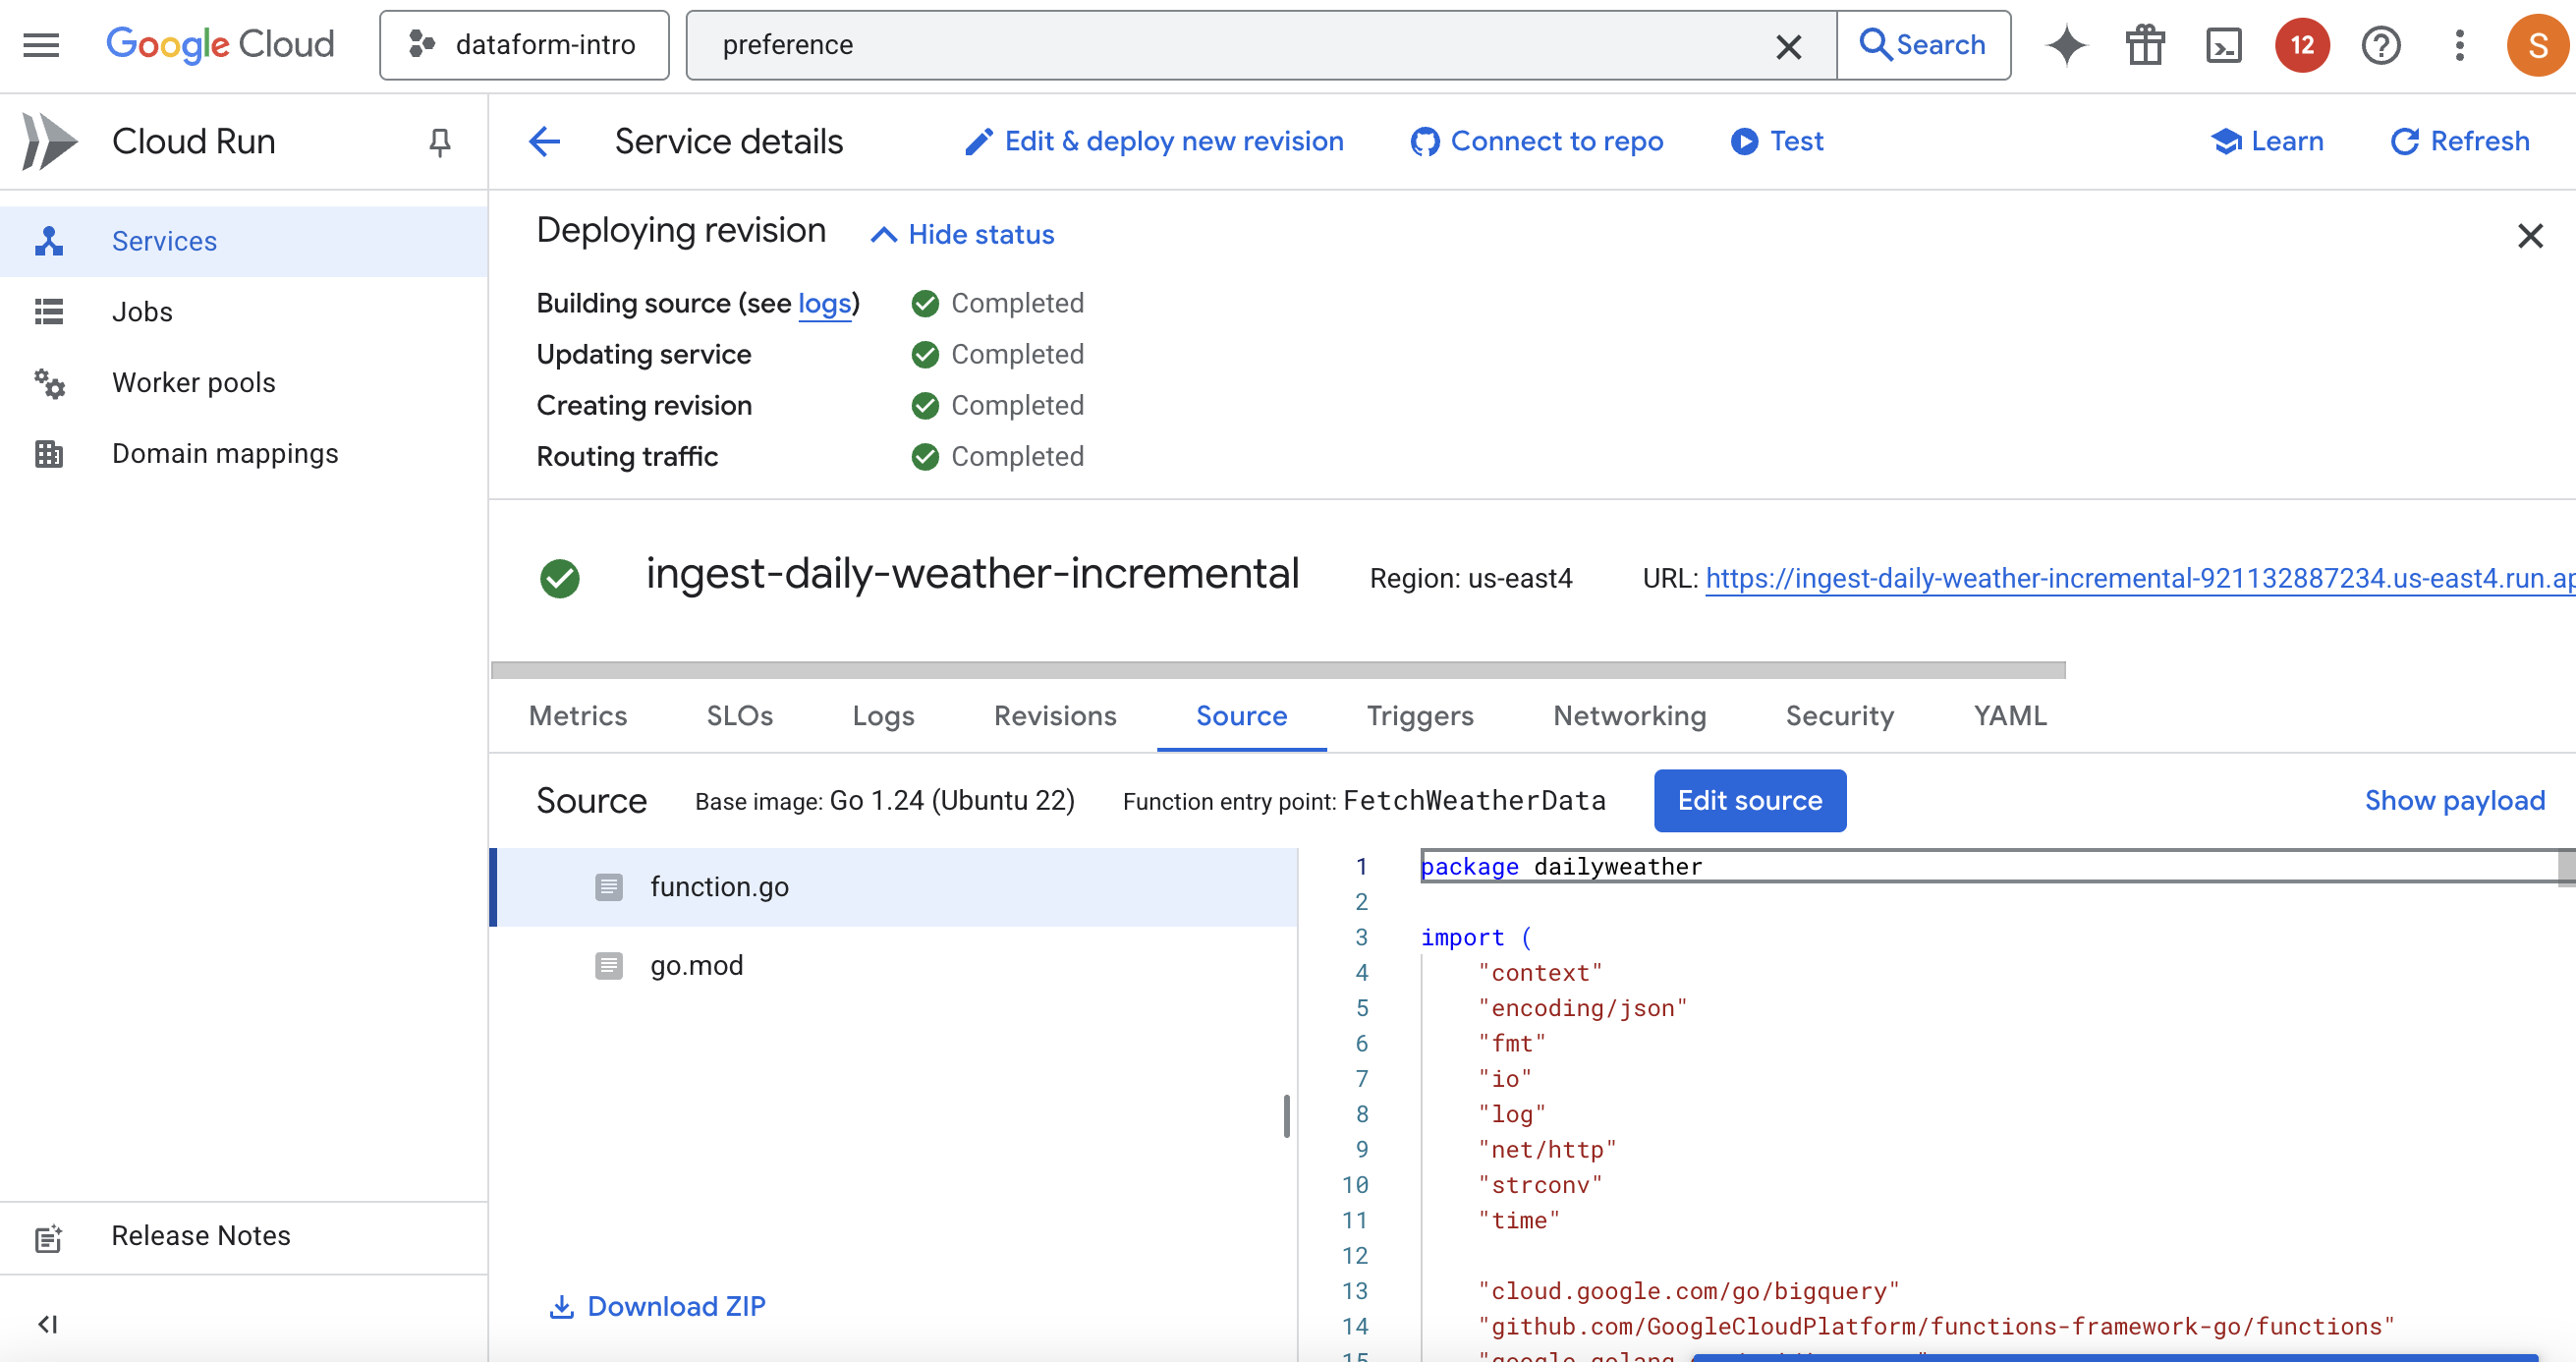 Google Cloud
dataform-intro
preference
Search
12
S
Cloud Run
Service details
Edit & deploy new revision
Connect to repo
Test
Learn
Refresh
Services
Jobs
Worker pools
Domain mappings
Release Notes
Deploying revision
Hide status
Building source (see logs) Completed
Updating service Completed
Creating revision Completed
Routing traffic Completed
ingest-daily-weather-incremental
Region: us-east4
URL: https://ingest-daily-weather-incremental-921132887234.us-east4.run.ap
Metrics SLOs Logs Revisions Source Triggers Networking Security YAML
Source Base image: Go 1.24 (Ubuntu 22) Function entry point: FetchWeatherData Edit source Show payload
function.go
go.mod
Download ZIP
1 package dailyweather
2
3 import (
4 "context"
5 "encoding/json"
6 "fmt"
7 "io"
8 "log"
9 "net/http"
10 "strconv"
11 "time"
12
13 "cloud.google.com/go/bigquery"
14 "github.com/GoogleCloudPlatform/functions-framework-go/functions"
15 "google.golang